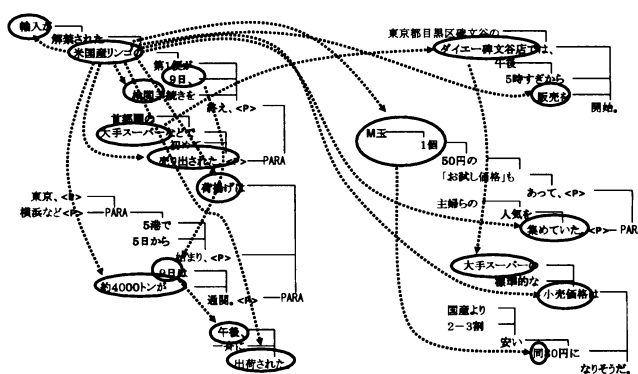 輸入が
解禁された
米国産リンゴの
第1便が
9日、
通関手続きを
終え、<P>
首都圏の
大手スーパーなどで
初めて
売り出された。<P>—PARA
荷揚げは
東京、<P>
横浜など<P>—PARA
5港で
5日から
始まり、<P>
9日は
約4000トンが
通関。<P>—PARA
午後、
一斉に
出荷された
東京都目黒区碑文谷の
ダイエー碑文谷店では、
午後
5時すぎから
販売を
開始。
M玉
1個
50円の
「お試し価格」も
あって、<P>
主婦らの
人気を
集めていた。<P>—PAR
大手スーパーの
標準的な
小売価格は
国産より
2−3割
安い
なりそうだ。